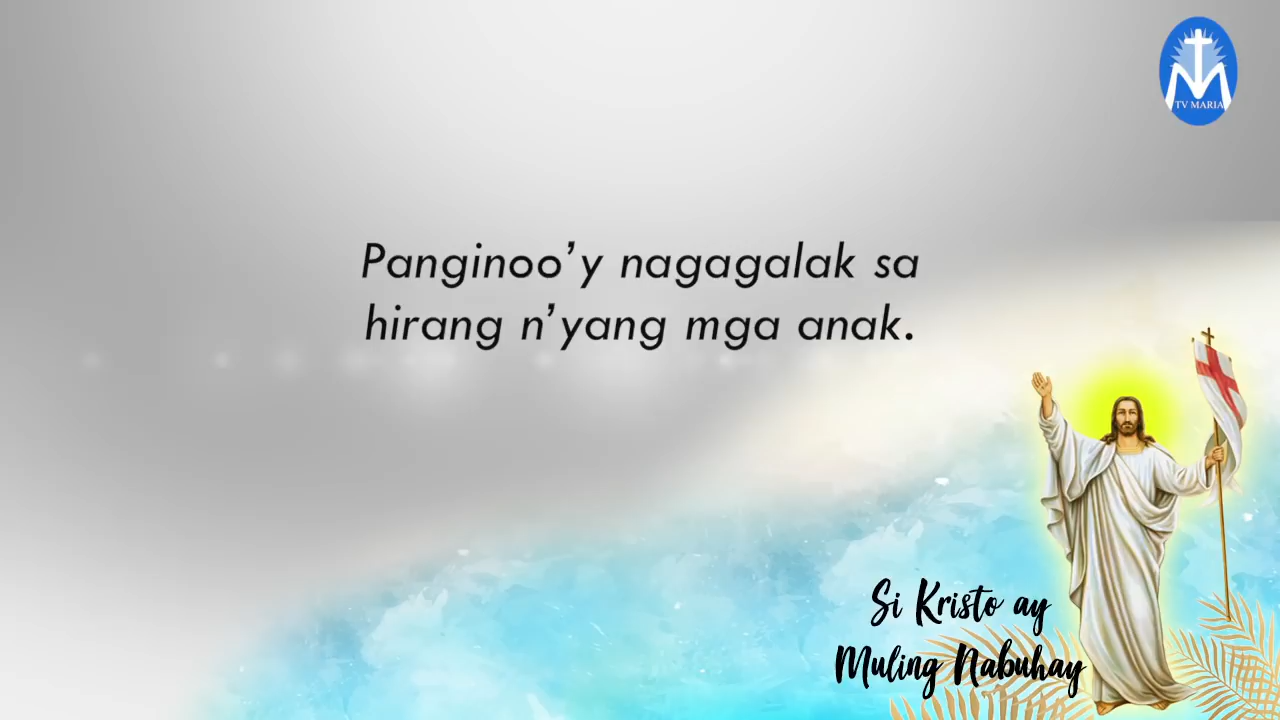 TV MARIA
Panginoo’y nagagalak sa
hirang n’yang mga anak.
Si Kristo ay
Muling Nabuhay